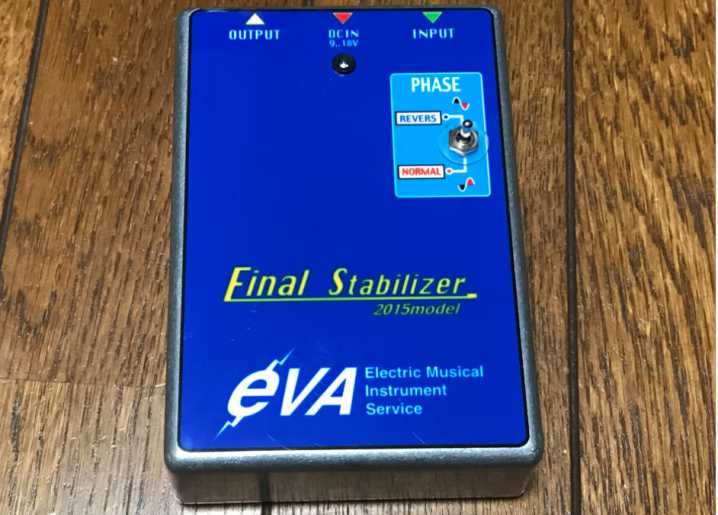 OUTPUT
DC IN
9..18V
INPUT
PHASE
REVERS
NORMAL
Final Stabilizer
2015model
eVA
Electric Musical
Instrument
Service